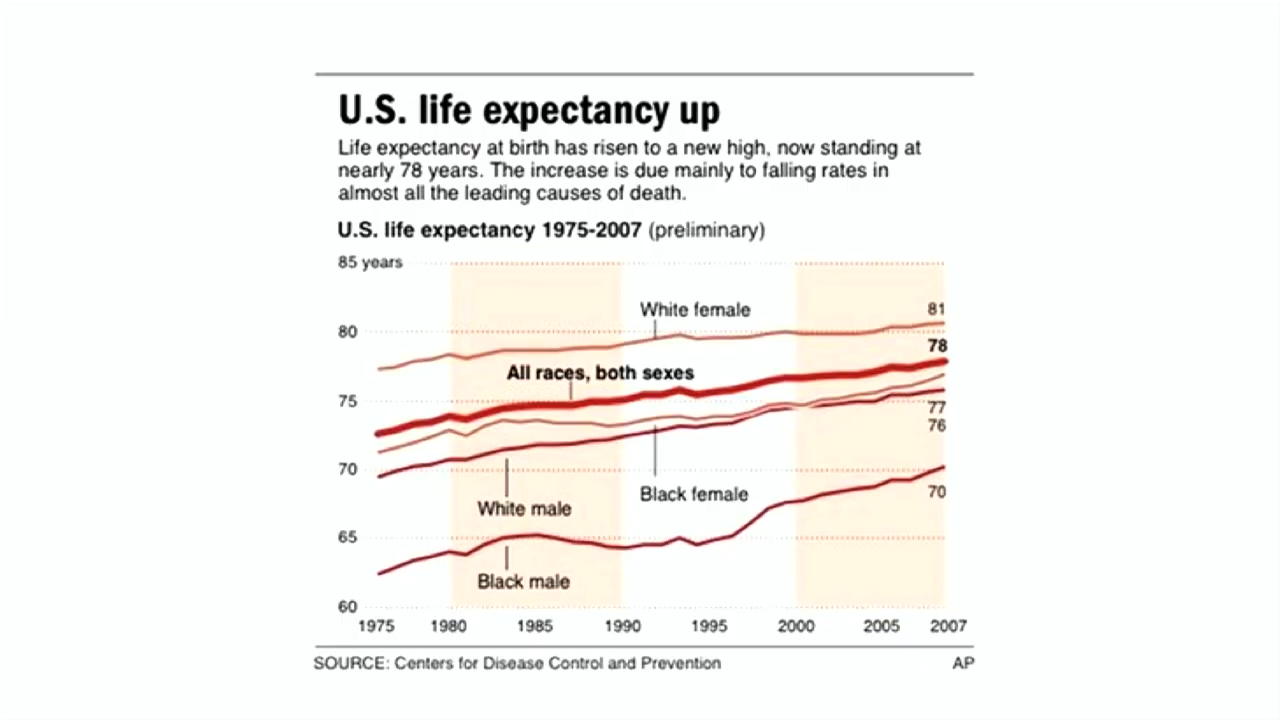 U.S. life expectancy up
Life expectancy at birth has risen to a new high, now standing at
nearly 78 years. The increase is due mainly to falling rates in
almost all the leading causes of death.
U.S. life expectancy 1975-2007 (preliminary)
85 years
White female
81
80
78
All races, both sexes
75
77
76
70
Black female
70
White male
65
Black male
60
1975 1980 1985 1990 1995 2000 2005 2007
SOURCE: Centers for Disease Control and Prevention AP